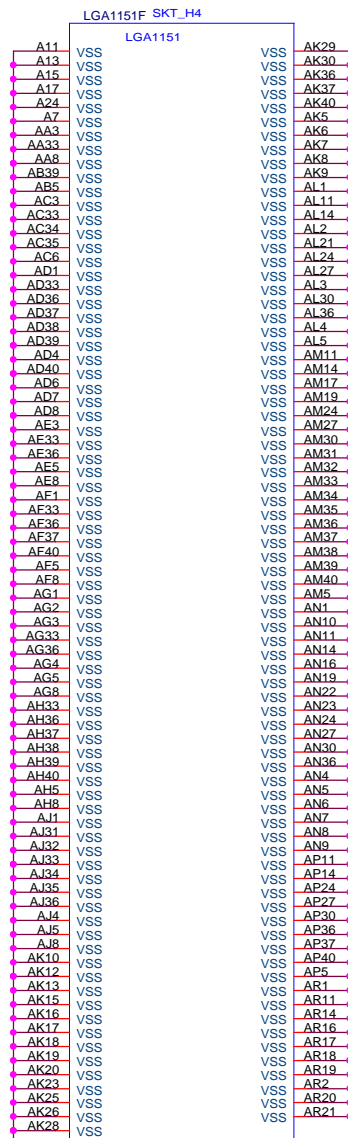 LGA1151F SKT_H4
LGA1151
A11 VSS VSS AK29
A13 VSS VSS AK30
A15 VSS VSS AK36
A17 VSS VSS AK37
A24 VSS VSS AK40
A7 VSS VSS AK5
AA3 VSS VSS AK6
AA33 VSS VSS AK7
AA8 VSS VSS AK8
AB39 VSS VSS AK9
AB5 VSS VSS AL1
AC3 VSS VSS AL11
AC33 VSS VSS AL14
AC34 VSS VSS AL2
AC35 VSS VSS AL21
AC6 VSS VSS AL24
AD1 VSS VSS AL27
AD33 VSS VSS AL3
AD36 VSS VSS AL30
AD37 VSS VSS AL36
AD38 VSS VSS AL4
AD39 VSS VSS AL5
AD4 VSS VSS AM11
AD40 VSS VSS AM14
AD6 VSS VSS AM17
AD7 VSS VSS AM19
AD8 VSS VSS AM24
AE3 VSS VSS AM27
AE33 VSS VSS AM30
AE36 VSS VSS AM31
AE5 VSS VSS AM32
AE8 VSS VSS AM33
AF1 VSS VSS AM34
AF33 VSS VSS AM35
AF36 VSS VSS AM36
AF37 VSS VSS AM37
AF40 VSS VSS AM38
AF5 VSS VSS AM39
AF8 VSS VSS AM40
AG1 VSS VSS AM5
AG2 VSS VSS AN1
AG3 VSS VSS AN10
AG33 VSS VSS AN11
AG36 VSS VSS AN14
AG4 VSS VSS AN16
AG5 VSS VSS AN19
AG8 VSS VSS AN22
AH33 VSS VSS AN23
AH36 VSS VSS AN24
AH37 VSS VSS AN27
AH38 VSS VSS AN30
AH39 VSS VSS AN36
AH40 VSS VSS AN4
AH5 VSS VSS AN5
AH8 VSS VSS AN6
AJ1 VSS VSS AN7
AJ31 VSS VSS AN8
AJ32 VSS VSS AN9
AJ33 VSS VSS AP11
AJ34 VSS VSS AP14
AJ35 VSS VSS AP24
AJ36 VSS VSS AP27
AJ4 VSS VSS AP30
AJ5 VSS VSS AP36
AJ8 VSS VSS AP37
AK10 VSS VSS AP40
AK12 VSS VSS AP5
AK13 VSS VSS AR1
AK15 VSS VSS AR11
AK16 VSS VSS AR14
AK17 VSS VSS AR16
AK18 VSS VSS AR17
AK19 VSS VSS AR18
AK20 VSS VSS AR19
AK23 VSS VSS AR2
AK25 VSS VSS AR20
AK26 VSS VSS AR21
AK28 VSS